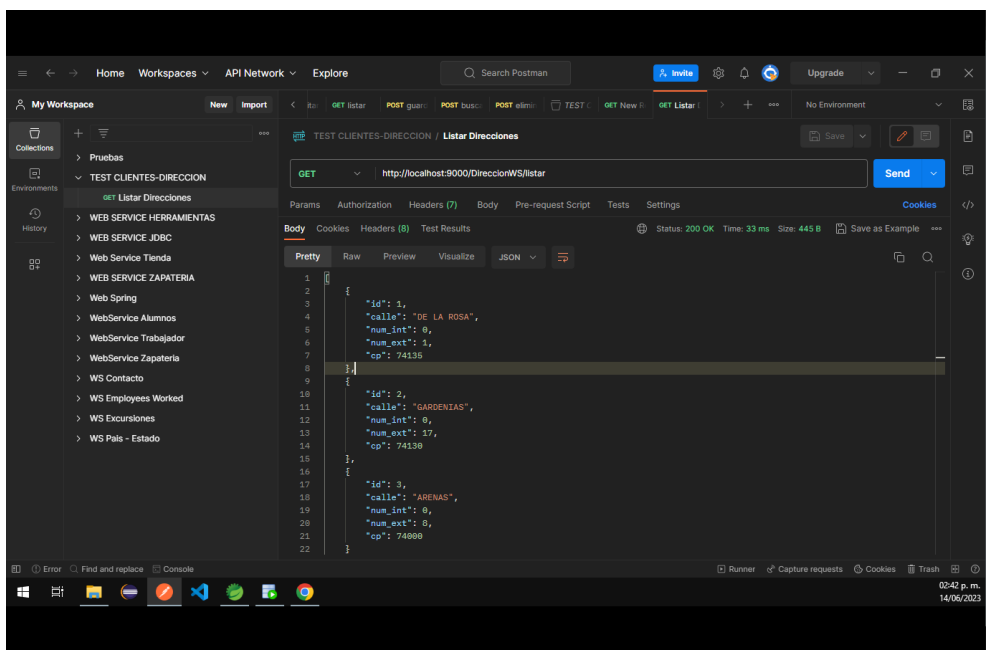 Home Workspaces API Network Explore Search Postman Invite Upgrade
My Workspace New Import GET listar POST guar POST busc POST elimin TEST C GET New R GET Listar No Environment
Collections
Environments
History
Pruebas
TEST CLIENTES-DIRECCION
GET Listar Direcciones
WEB SERVICE HERRAMIENTAS
WEB SERVICE JDBC
Web Service Tienda
WEB SERVICE ZAPATERIA
Web Spring
WebService Alumnos
WebService Trabajador
WebService Zapateria
WS Contacto
WS Employees Worked
WS Excursiones
WS Pais - Estado
HTTP TEST CLIENTES-DIRECCION / Listar Direcciones Save
GET http://localhost:9000/DireccionWS/listar Send
Params Authorization Headers (7) Body Pre-request Script Tests Settings Cookies
Body Cookies Headers (8) Test Results Status: 200 OK Time: 33 ms Size: 445 B Save as Example
Pretty Raw Preview Visualize JSON
1 [
2 {
3 "id": 1,
4 "calle": "DE LA ROSA",
5 "num_int": 0,
6 "num_ext": 1,
7 "cp": 74135
8 },
9 {
10 "id": 2,
11 "calle": "GARDENIAS",
12 "num_int": 0,
13 "num_ext": 17,
14 "cp": 74130
15 },
16 {
17 "id": 3,
18 "calle": "ARENAS",
19 "num_int": 0,
20 "num_ext": 8,
21 "cp": 74000
22 }
Error Find and replace Console Runner Capture requests Cookies Trash
02:42 p. m.
14/06/2023